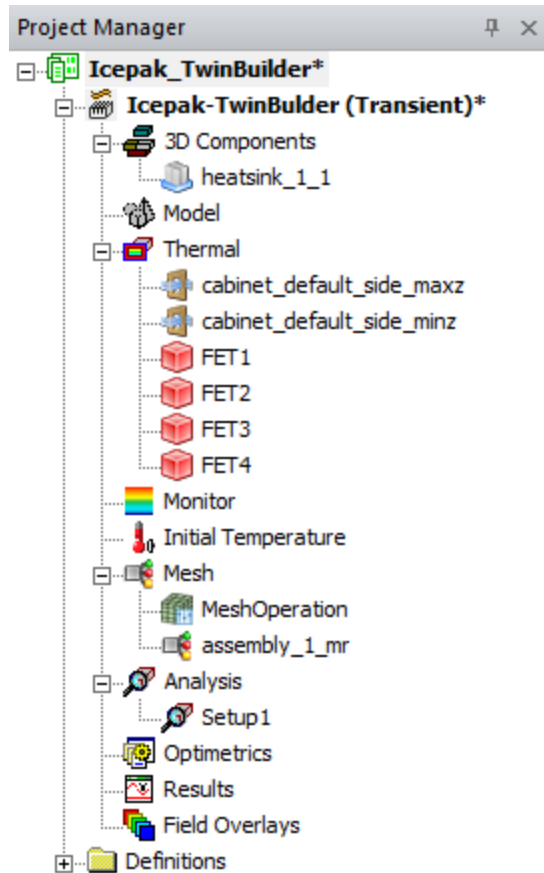 Project Manager
Icepak_TwinBuilder*
Icepak-TwinBulder (Transient)*
3D Components
heatsink_1_1
Model
Thermal
cabinet_default_side_maxz
cabinet_default_side_minz
FET1
FET2
FET3
FET4
Monitor
Initial Temperature
Mesh
MeshOperation
assembly_1_mr
Analysis
Setup1
Optimetrics
Results
Field Overlays
Definitions